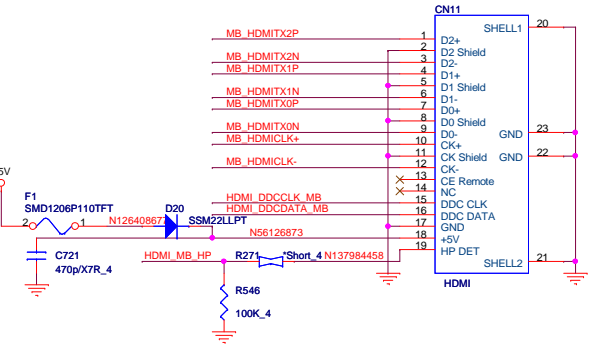 CN11
MB_HDMITX2P 1 D2+ SHELL1 20
2 D2 Shield
MB_HDMITX2N 3 D2-
MB_HDMITX1P 4 D1+
5 D1 Shield
MB_HDMITX1N 6 D1-
MB_HDMITX0P 7 D0+
8 D0 Shield
MB_HDMITX0N 9 D0- GND 23
MB_HDMICLK+ 10 CK+
11 CK Shield GND 22
MB_HDMICLK- 12 CK-
13 CE Remote
14 NC
HDMI_DDCCLK_MB 15 DDC CLK
HDMI_DDCDATA_MB 16 DDC DATA
17 GND
N56126873 18 +5V
19 HP DET
SHELL2 21
HDMI
5V
F1
SMD1206P110TFT
2 1 N12640867
D20
SSM22LLPT
C721
470p/X7R_4
HDMI_MB_HP R271 *Short_4 N137984458
R546
100K_4